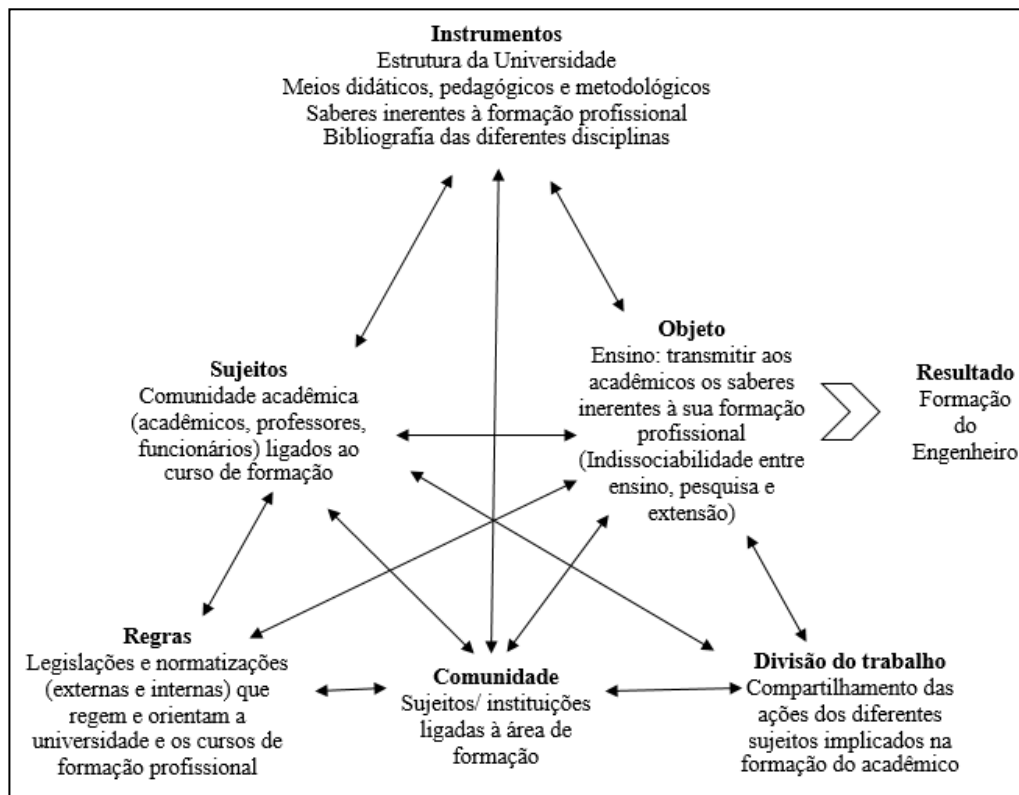 Instrumentos
Estrutura da Universidade
Meios didáticos, pedagógicos e metodológicos
Saberes inerentes à formação profissional
Bibliografia das diferentes disciplinas
Sujeitos
Comunidade acadêmica
(acadêmicos, professores,
funcionários) ligados ao
curso de formação
Objeto
Ensino: transmitir aos
acadêmicos os saberes
inerentes à sua formação
profissional
(Indissociabilidade entre
ensino, pesquisa e
extensão)
Resultado
Formação
do
Engenheiro
Regras
Legislações e normatizações
(externas e internas) que
regem e orientam a
universidade e os cursos de
formação profissional
Comunidade
Sujeitos/ instituições
ligadas à área de
formação
Divisão do trabalho
Compartilhamento das
ações dos diferentes
sujeitos implicados na
formação do acadêmico